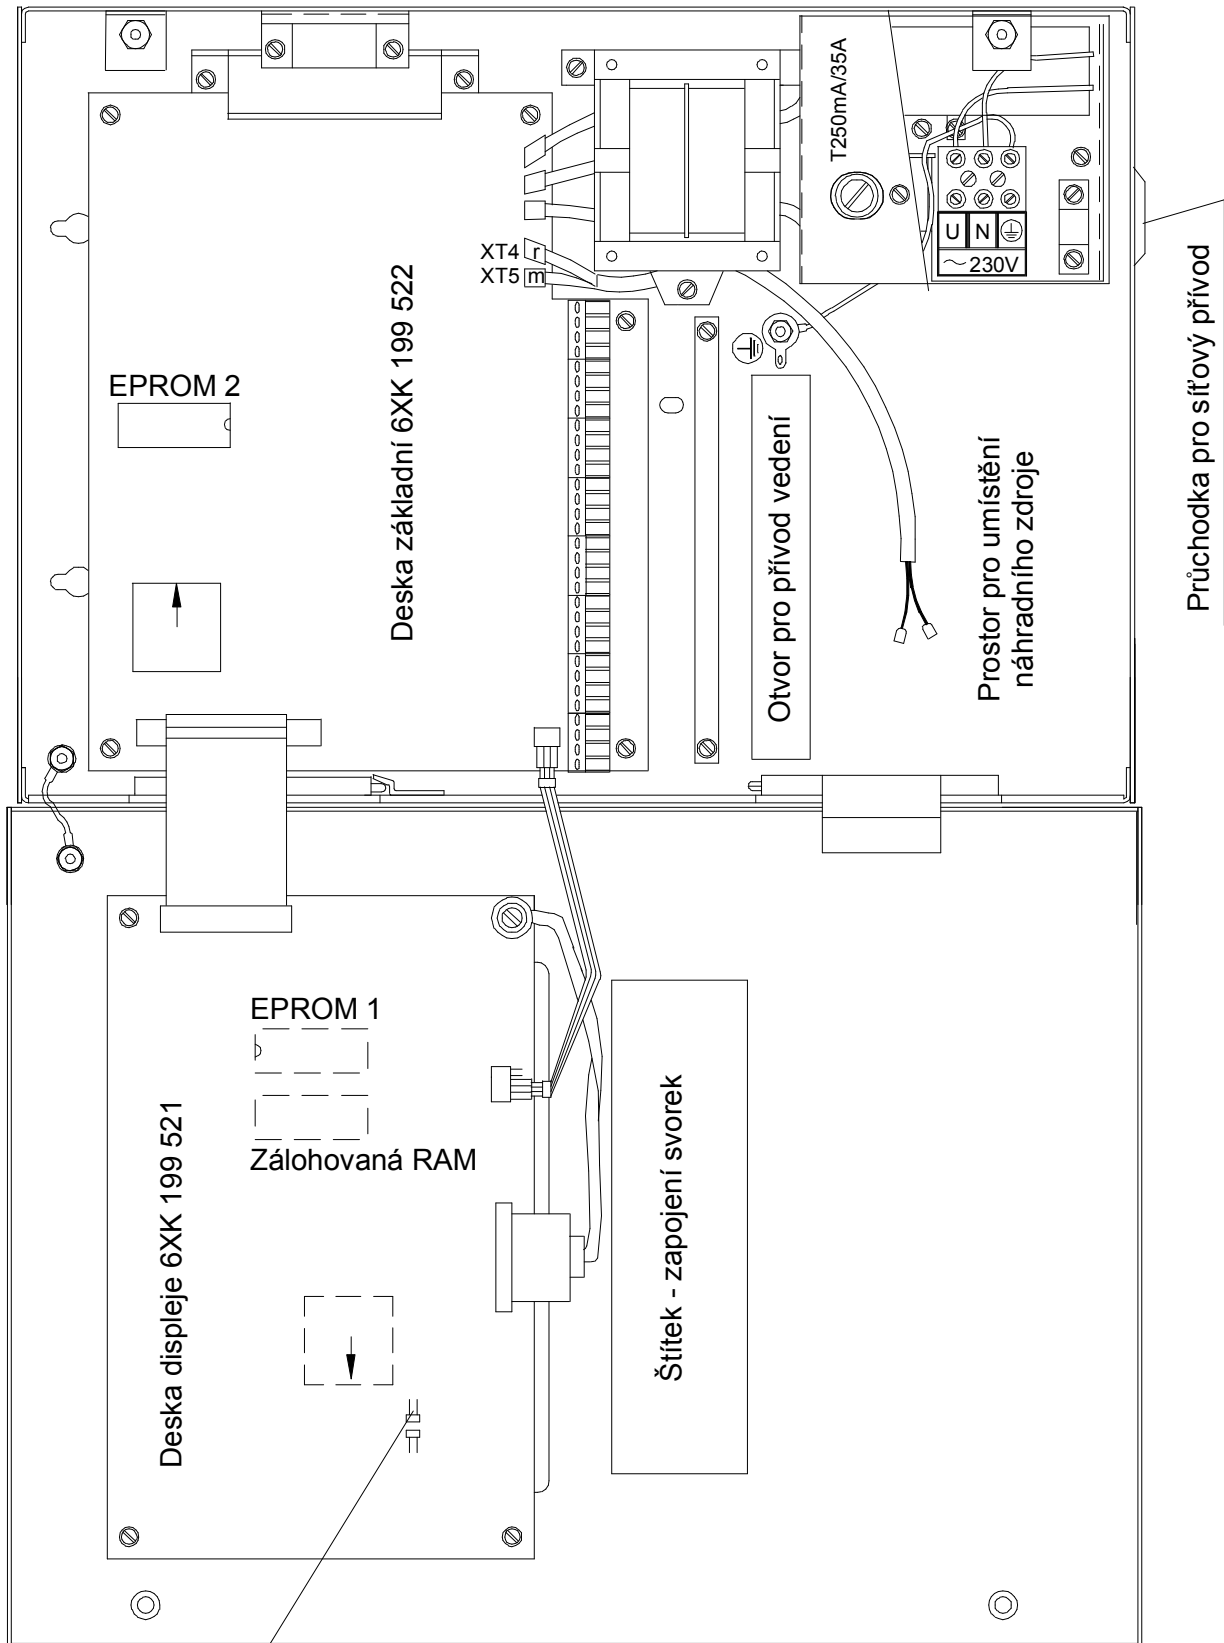 T250mA/35A
XT4 r
XT5 m
U N
~ 230V
EPROM 2
Deska základní 6XK 199 522
Otvor pro přívod vedení
Prostor pro umístění
náhradního zdroje
Průchodka pro síťový přívod
EPROM 1
Zálohovaná RAM
Deska displeje 6XK 199 521
Štítek - zapojení svorek